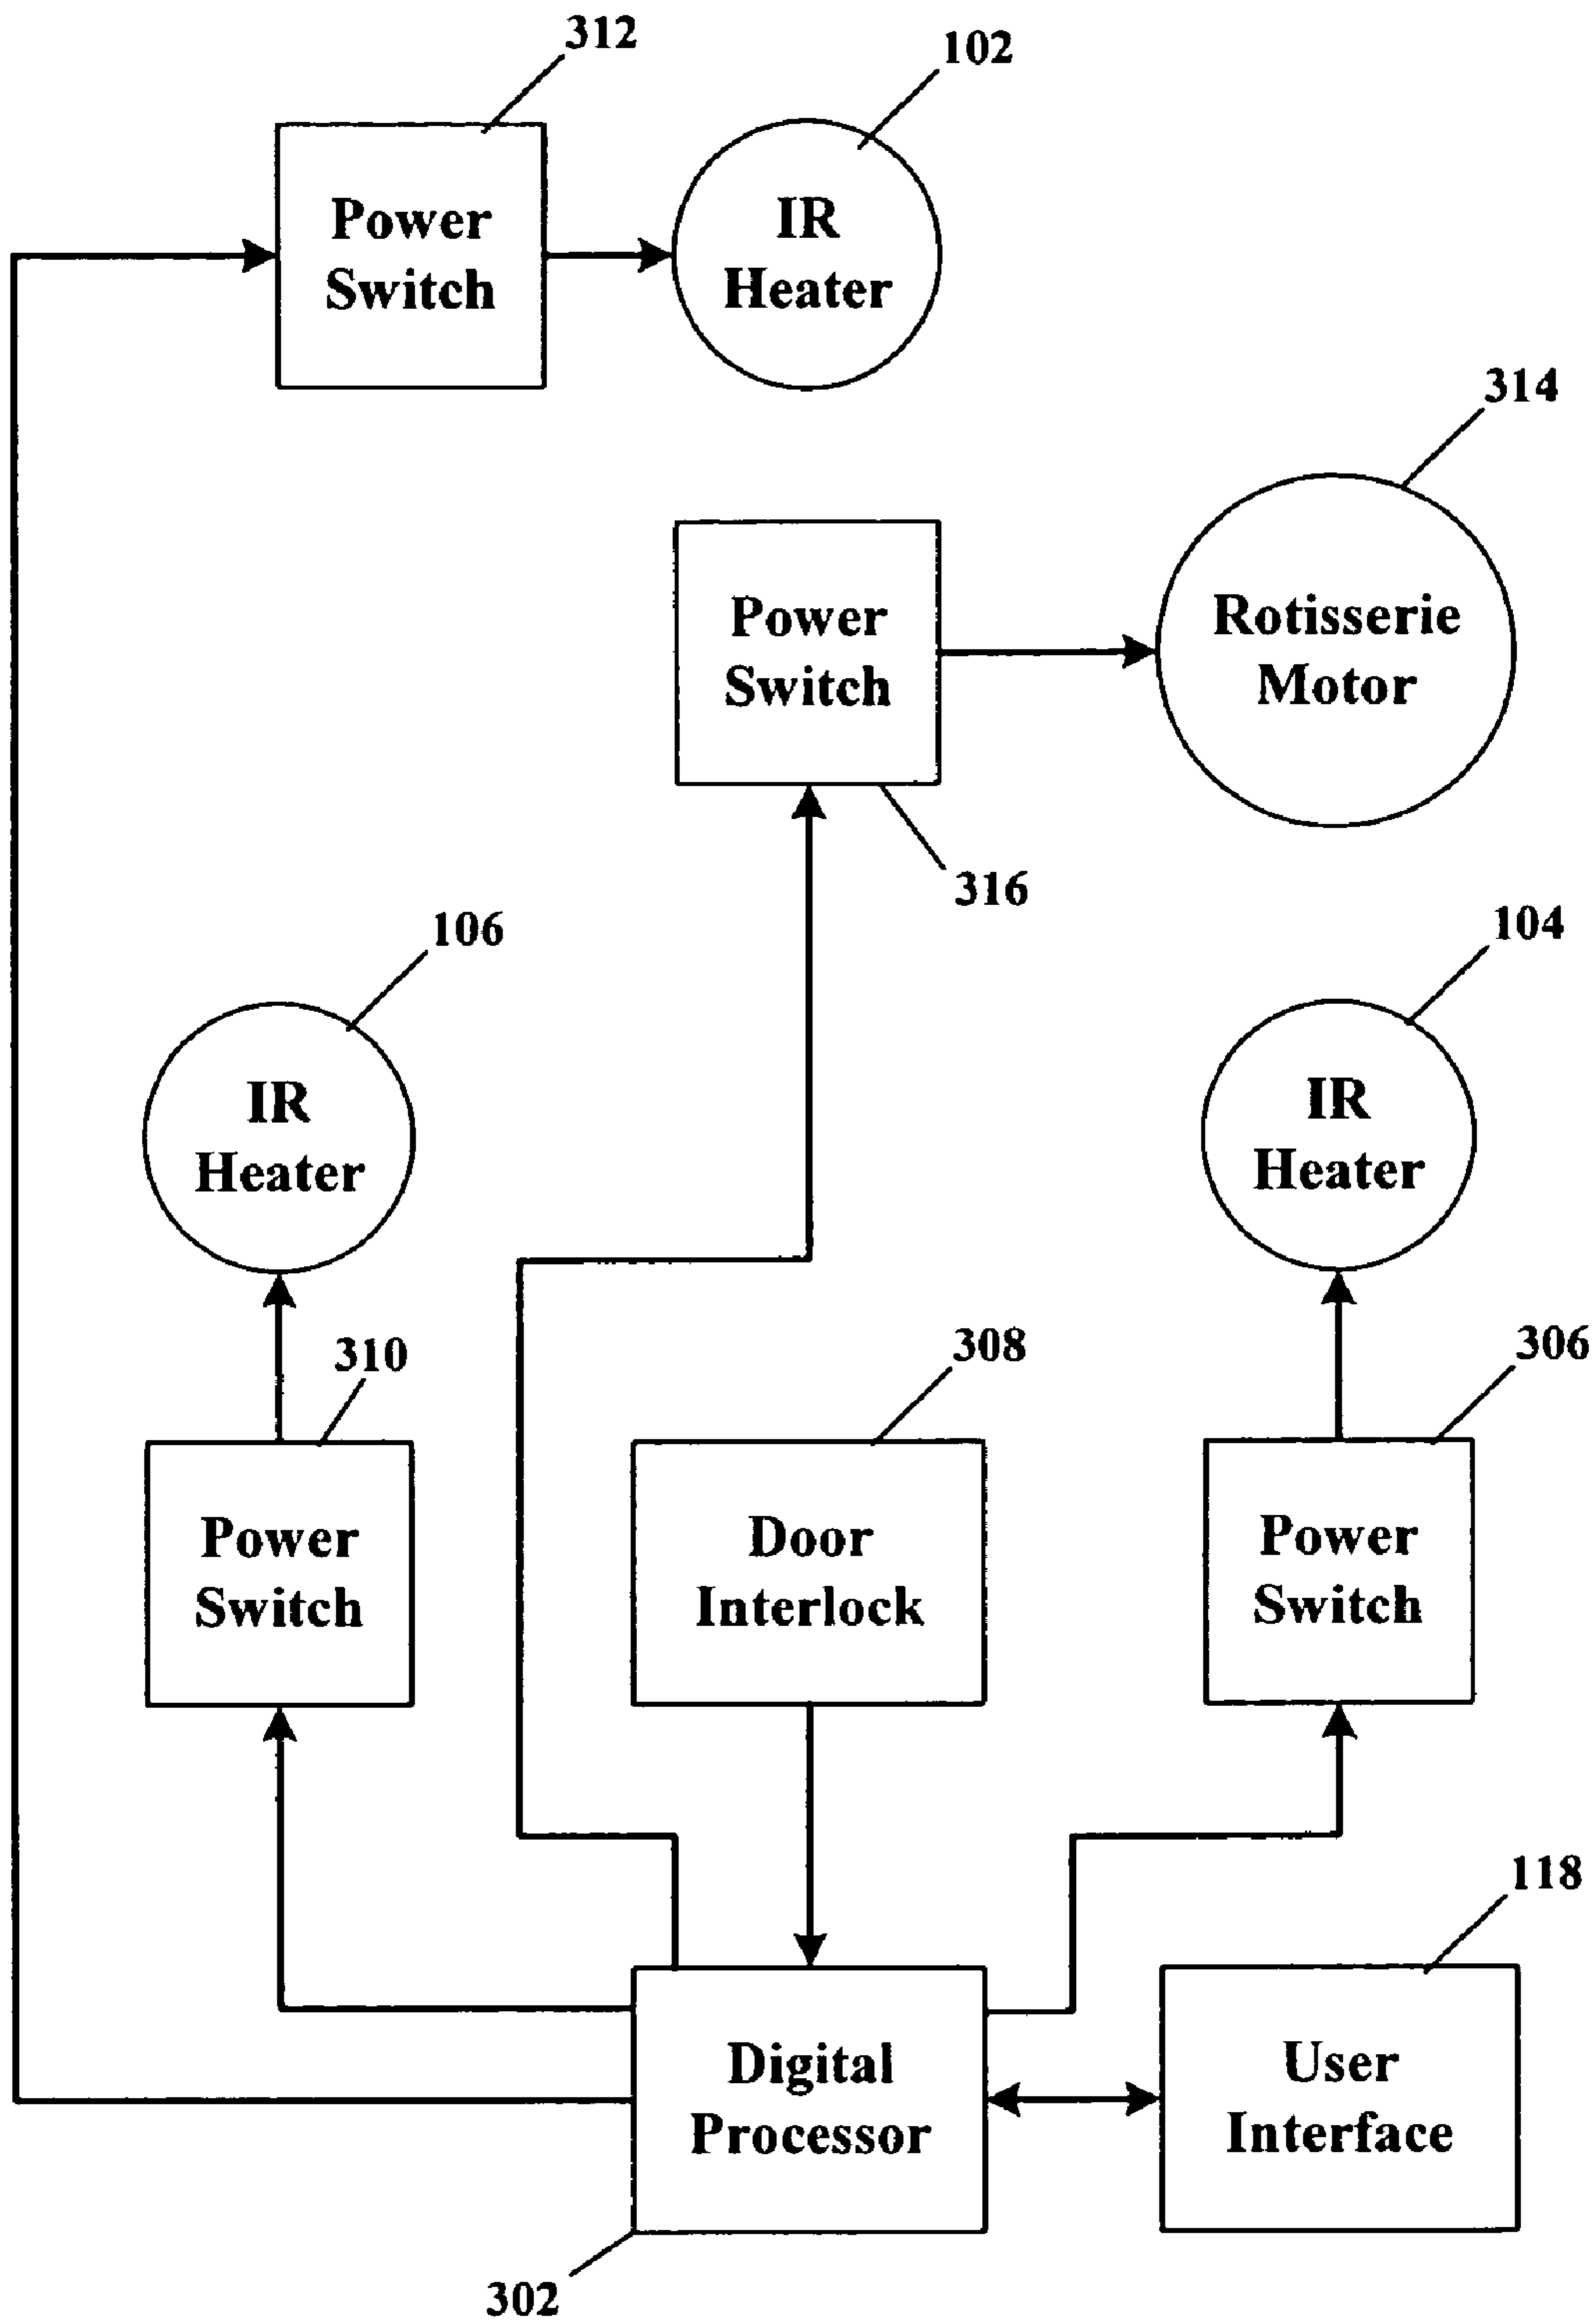 312
102
Power
Switch
IR
Heater
314
Power
Switch
Rotisserie
Motor
316
106
104
IR
Heater
IR
Heater
310
308
306
Power
Switch
Door
Interlock
Power
Switch
118
Digital
Processor
User
Interface
302